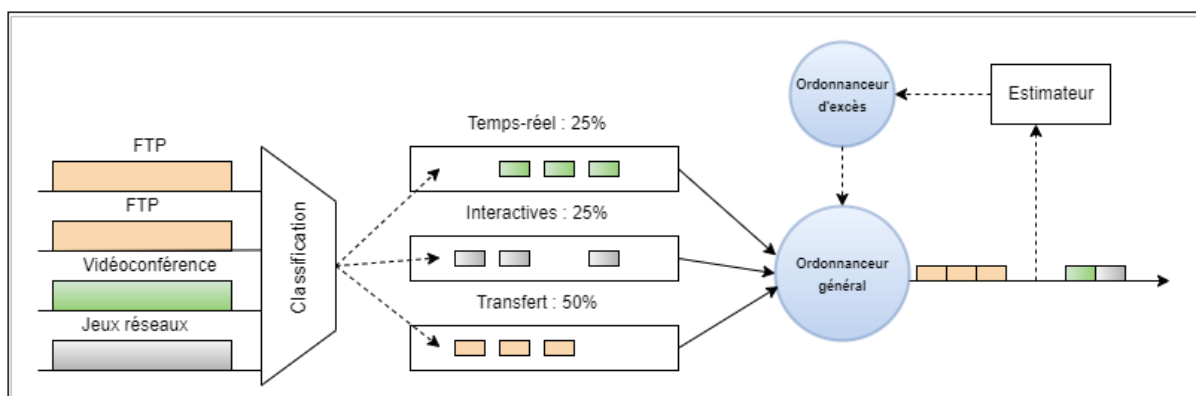 FTP
FTP
Vidéoconférence
Jeux réseaux
Classification
Temps-réel : 25%
Interactives : 25%
Transfert : 50%
Ordonnanceur
d'excès
Estimateur
Ordonnanceur
général